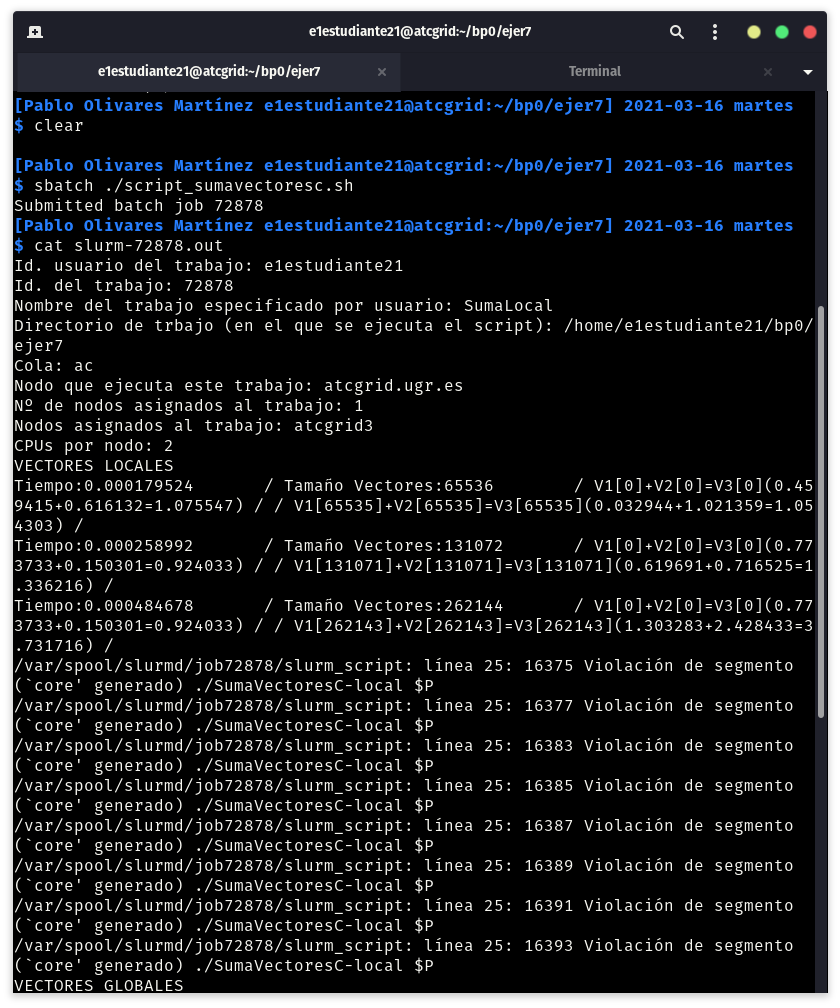 e1estudiante21@atcgrid:~/bp0/ejer7
e1estudiante21@atcgrid:~/bp0/ejer7 × Terminal ×
[Pablo Olivares Martínez e1estudiante21@atcgrid:~/bp0/ejer7] 2021-03-16 martes
$ clear
[Pablo Olivares Martínez e1estudiante21@atcgrid:~/bp0/ejer7] 2021-03-16 martes
$ sbatch ./script_sumavectoresc.sh
Submitted batch job 72878
[Pablo Olivares Martínez e1estudiante21@atcgrid:~/bp0/ejer7] 2021-03-16 martes
$ cat slurm-72878.out
Id. usuario del trabajo: e1estudiante21
Id. del trabajo: 72878
Nombre del trabajo especificado por usuario: SumaLocal
Directorio de trbajo (en el que se ejecuta el script): /home/e1estudiante21/bp0/
ejer7
Cola: ac
Nodo que ejecuta este trabajo: atcgrid.ugr.es
Nº de nodos asignados al trabajo: 1
Nodos asignados al trabajo: atcgrid3
CPUs por nodo: 2
VECTORES LOCALES
Tiempo:0.000179524       / Tamaño Vectores:65536        / V1[0]+V2[0]=V3[0](0.45
9415+0.616132=1.075547) / / V1[65535]+V2[65535]=V3[65535](0.032944+1.021359=1.05
4303) /
Tiempo:0.000258992       / Tamaño Vectores:131072       / V1[0]+V2[0]=V3[0](0.77
3733+0.150301=0.924033) / / V1[131071]+V2[131071]=V3[131071](0.619691+0.716525=1
.336216) /
Tiempo:0.000484678       / Tamaño Vectores:262144       / V1[0]+V2[0]=V3[0](0.77
3733+0.150301=0.924033) / / V1[262143]+V2[262143]=V3[262143](1.303283+2.428433=3
.731716) /
/var/spool/slurmd/job72878/slurm_script: línea 25: 16375 Violación de segmento
(`core' generado) ./SumaVectoresC-local $P
/var/spool/slurmd/job72878/slurm_script: línea 25: 16377 Violación de segmento
(`core' generado) ./SumaVectoresC-local $P
/var/spool/slurmd/job72878/slurm_script: línea 25: 16383 Violación de segmento
(`core' generado) ./SumaVectoresC-local $P
/var/spool/slurmd/job72878/slurm_script: línea 25: 16385 Violación de segmento
(`core' generado) ./SumaVectoresC-local $P
/var/spool/slurmd/job72878/slurm_script: línea 25: 16387 Violación de segmento
(`core' generado) ./SumaVectoresC-local $P
/var/spool/slurmd/job72878/slurm_script: línea 25: 16389 Violación de segmento
(`core' generado) ./SumaVectoresC-local $P
/var/spool/slurmd/job72878/slurm_script: línea 25: 16391 Violación de segmento
(`core' generado) ./SumaVectoresC-local $P
/var/spool/slurmd/job72878/slurm_script: línea 25: 16393 Violación de segmento
(`core' generado) ./SumaVectoresC-local $P
VECTORES GLOBALES